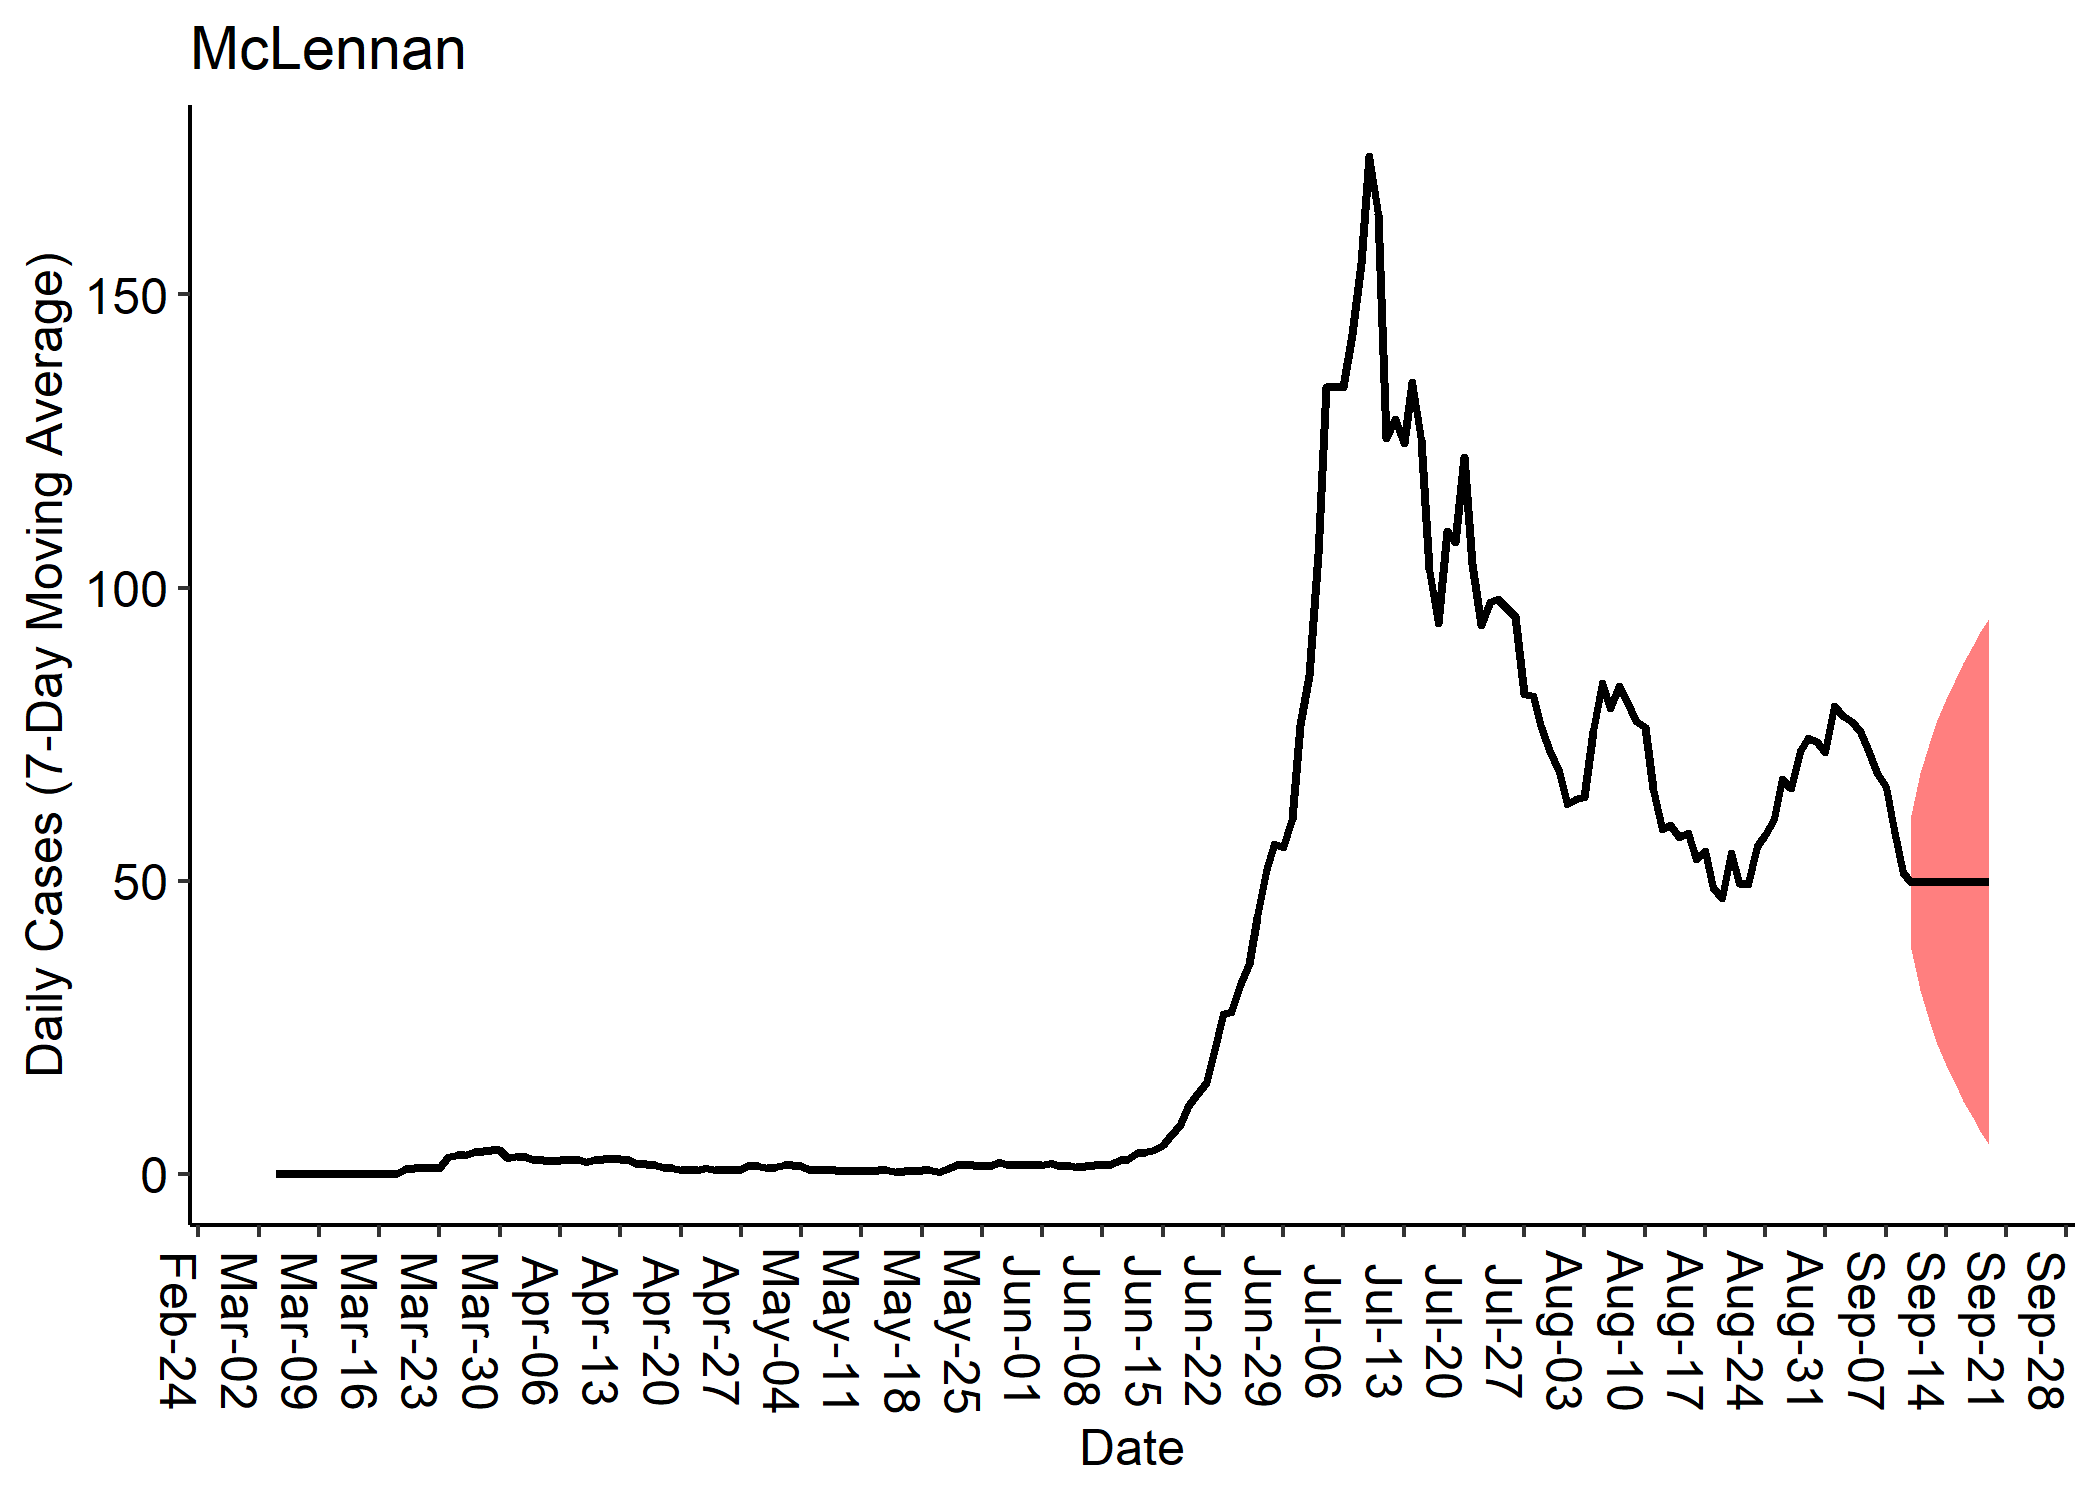 McLennan
Daily Cases (7-Day Moving Average)
150
100
50
0
Feb-24
Mar-02
Mar-09
Mar-16
Mar-23
Mar-30
Apr-06
Apr-13
Apr-20
Apr-27
May-04
May-11
May-18
May-25
Jun-01
Jun-08
Jun-15
Jun-22
Jun-29
Jul-06
Jul-13
Jul-20
Jul-27
Aug-03
Aug-10
Aug-17
Aug-24
Aug-31
Sep-07
Sep-14
Sep-21
Sep-28
Date